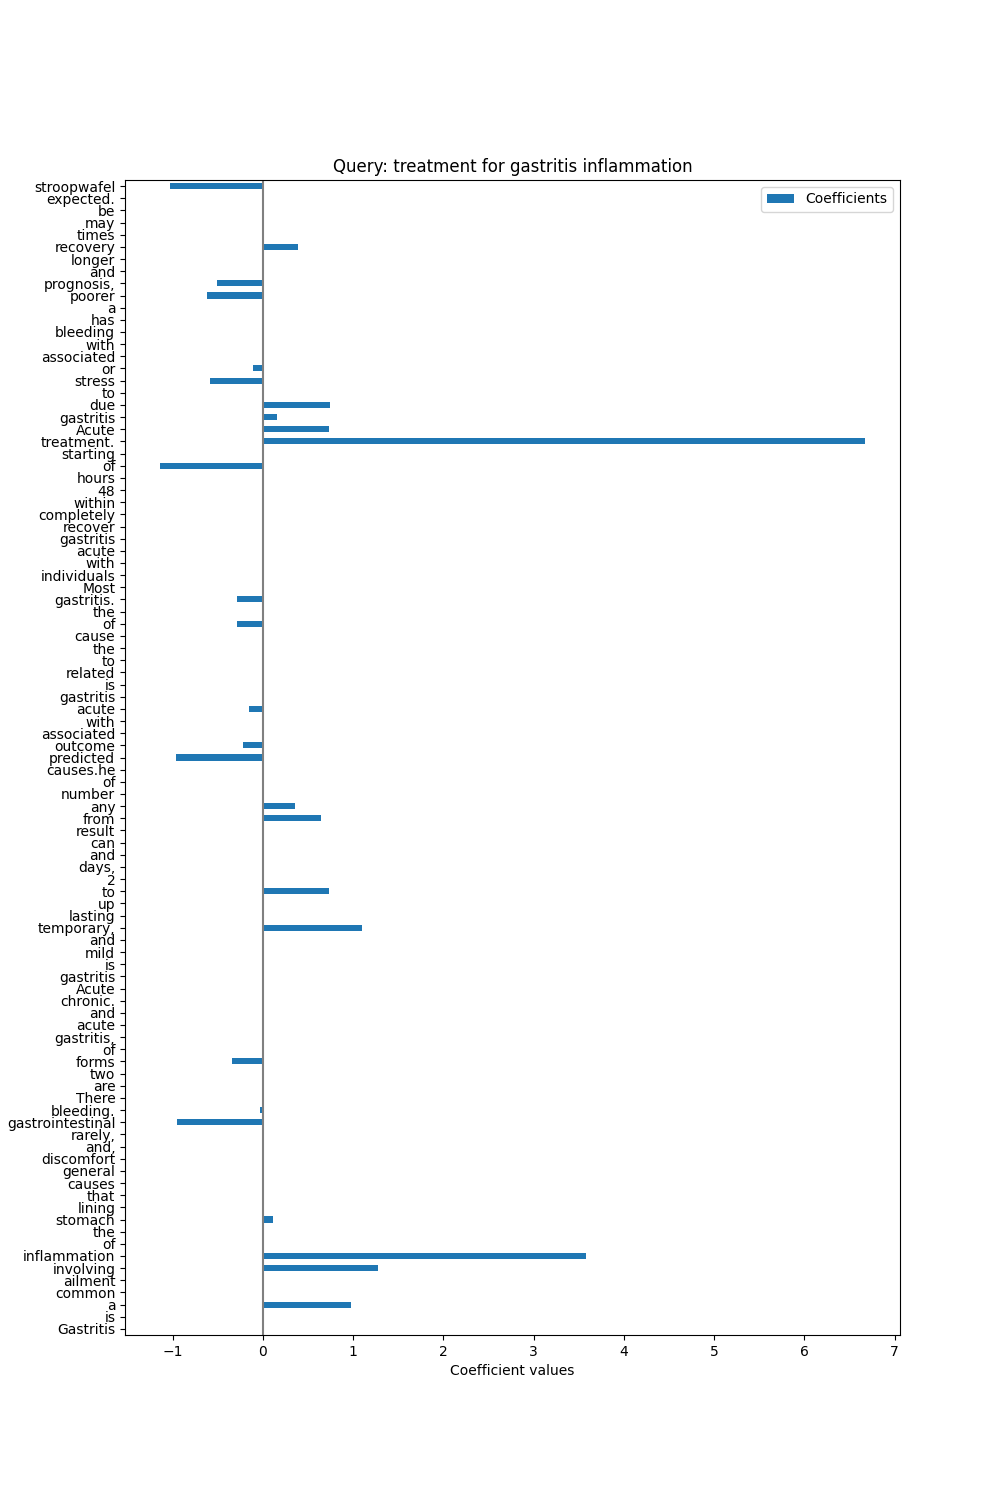 Query: treatment for gastritis inflammation
Coefficients
stroopwafel
expected.
be
may
times
recovery
longer
and
prognosis,
poorer
a
has
bleeding
with
associated
or
stress
to
due
gastritis
Acute
treatment.
starting
of
hours
48
within
completely
recover
gastritis
acute
with
individuals
Most
gastritis.
the
of
cause
the
to
related
is
gastritis
acute
with
associated
outcome
predicted
causes.he
of
number
any
from
result
can
and
days,
2
to
up
lasting
temporary,
and
mild
is
gastritis
Acute
chronic.
and
acute
gastritis,
of
forms
two
are
There
bleeding.
gastrointestinal
rarely,
and,
discomfort
general
causes
that
lining
stomach
the
of
inflammation
involving
ailment
common
a
is
Gastritis
−1 0 1 2 3 4 5 6 7
Coefficient values